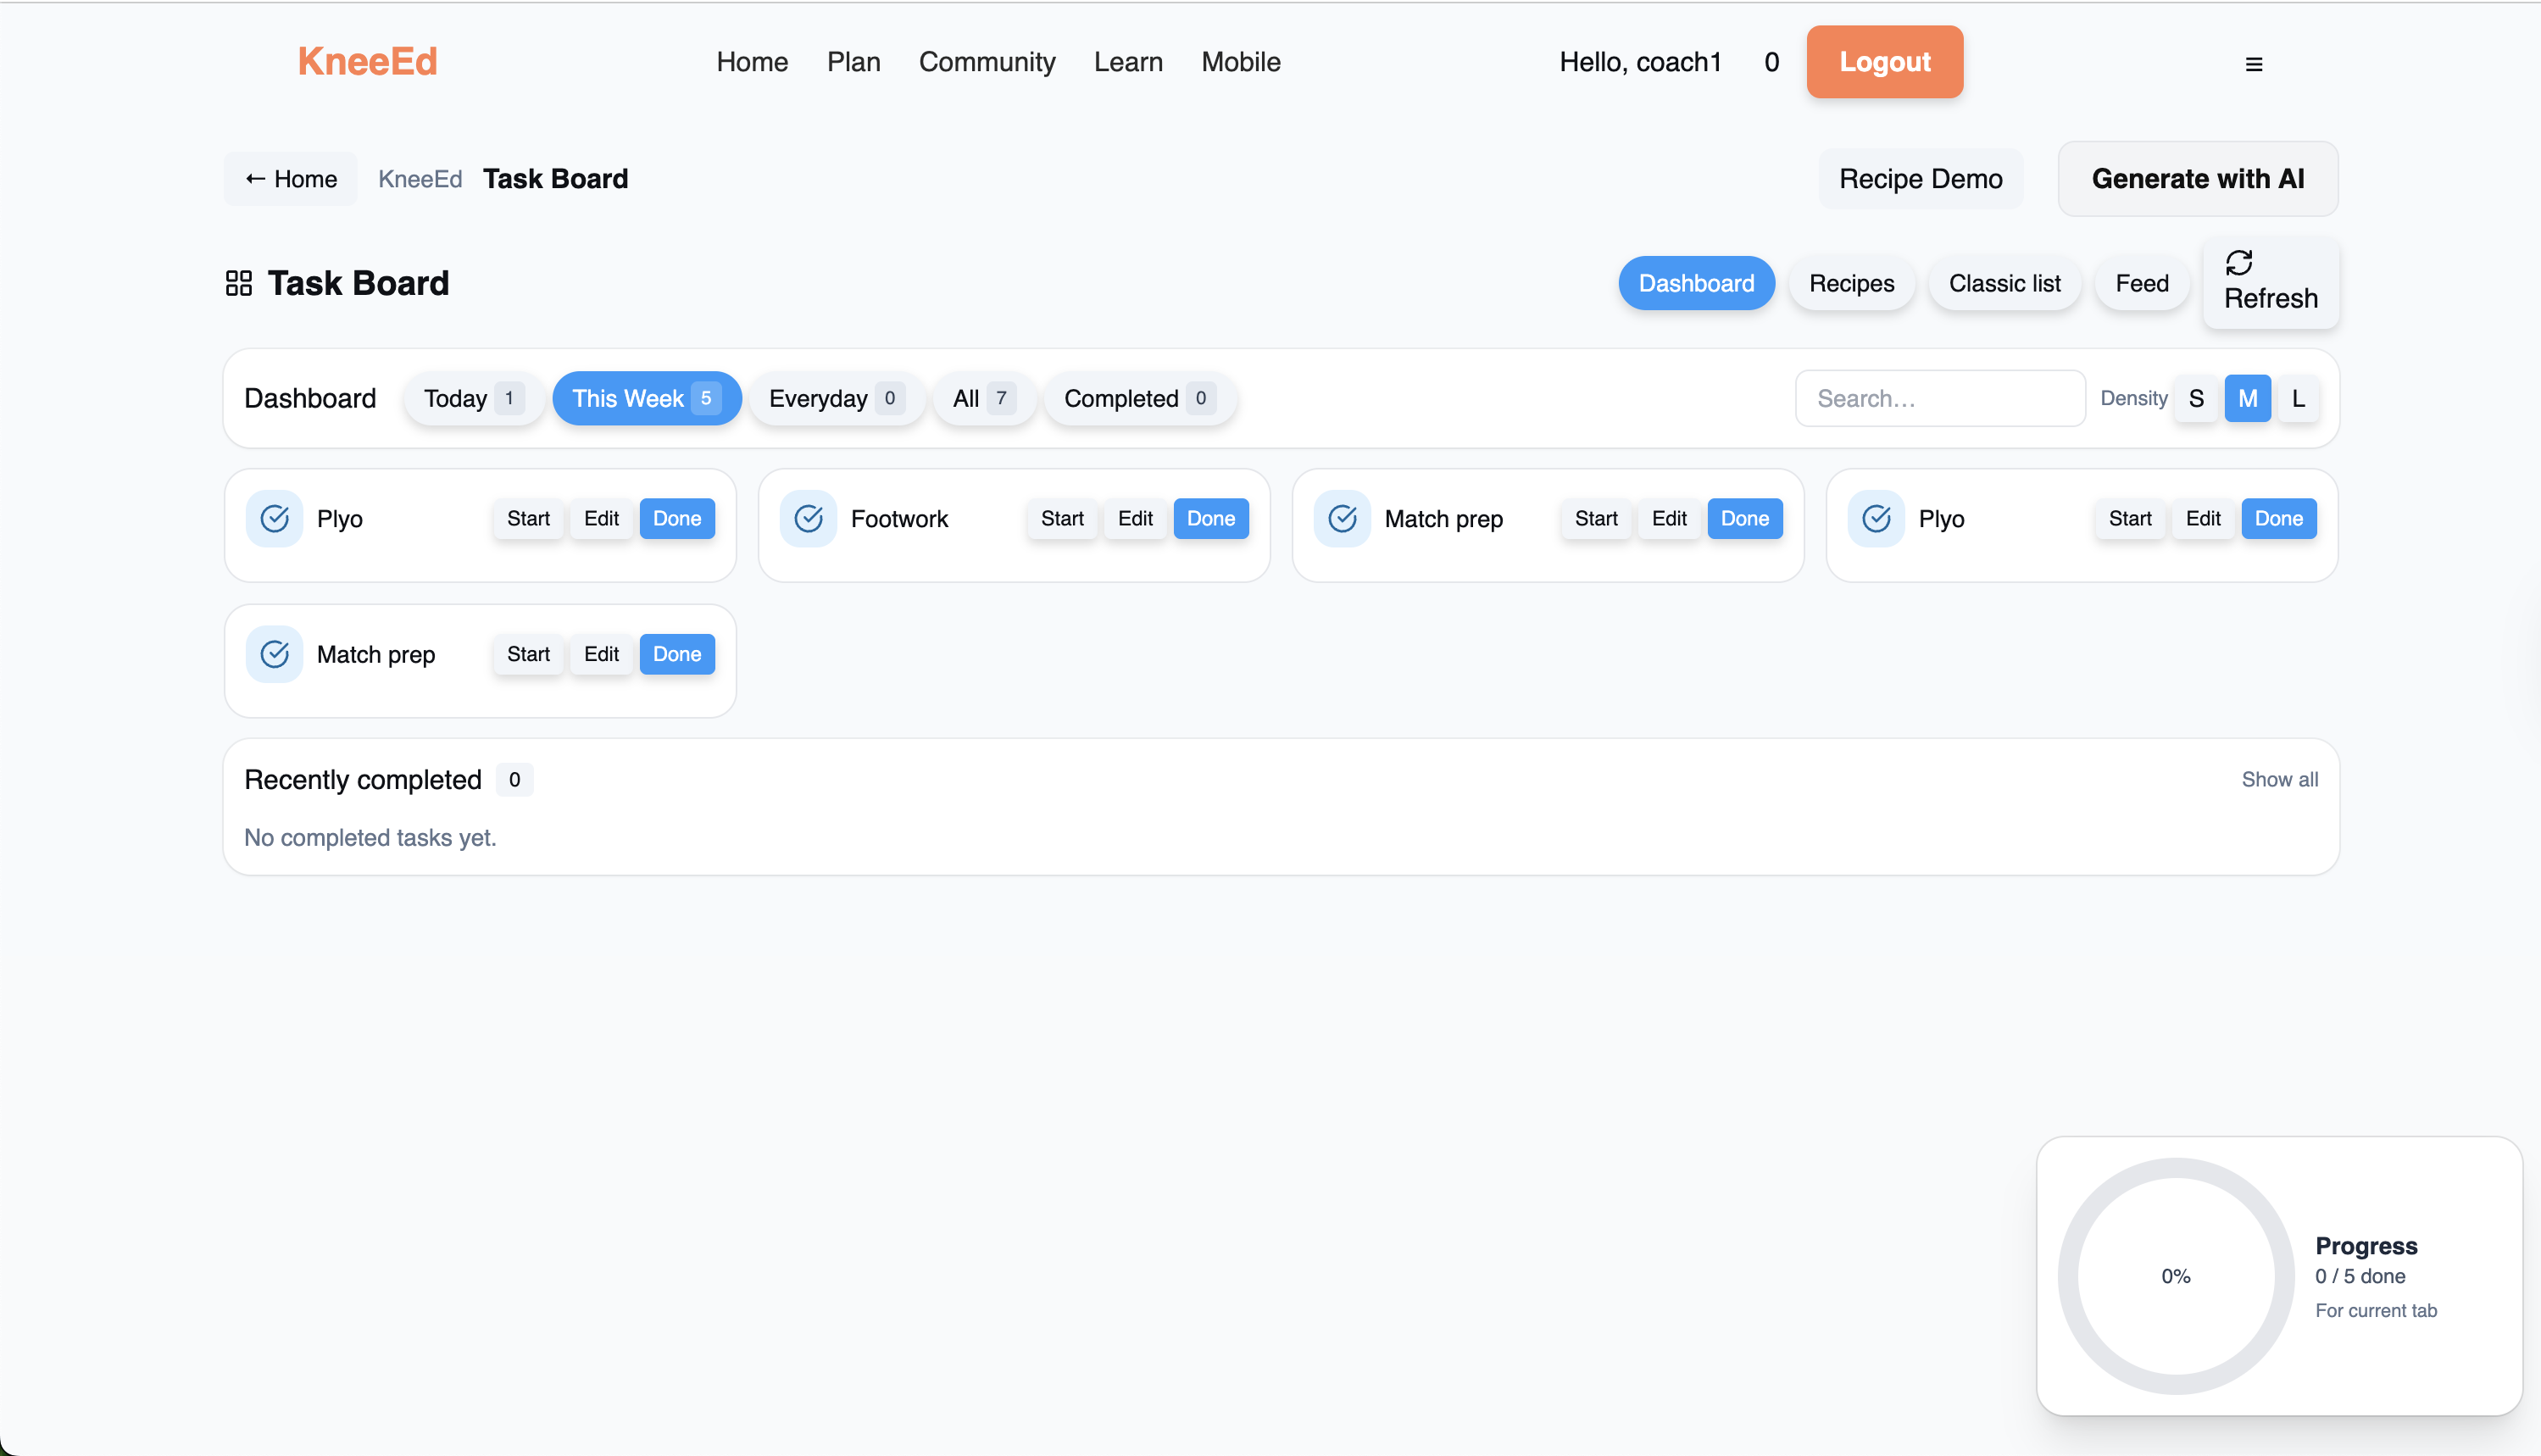 KneeEd Home Plan Community Learn Mobile Hello, coach1 0 Logout
← Home KneeEd Task Board Recipe Demo Generate with AI
Task Board Dashboard Recipes Classic list Feed Refresh
Dashboard Today 1 This Week 5 Everyday 0 All 7 Completed 0 Search... Density S M L
Plyo Start Edit Done Footwork Start Edit Done Match prep Start Edit Done Plyo Start Edit Done
Match prep Start Edit Done
Recently completed 0 Show all
No completed tasks yet.
0%
Progress
0 / 5 done
For current tab